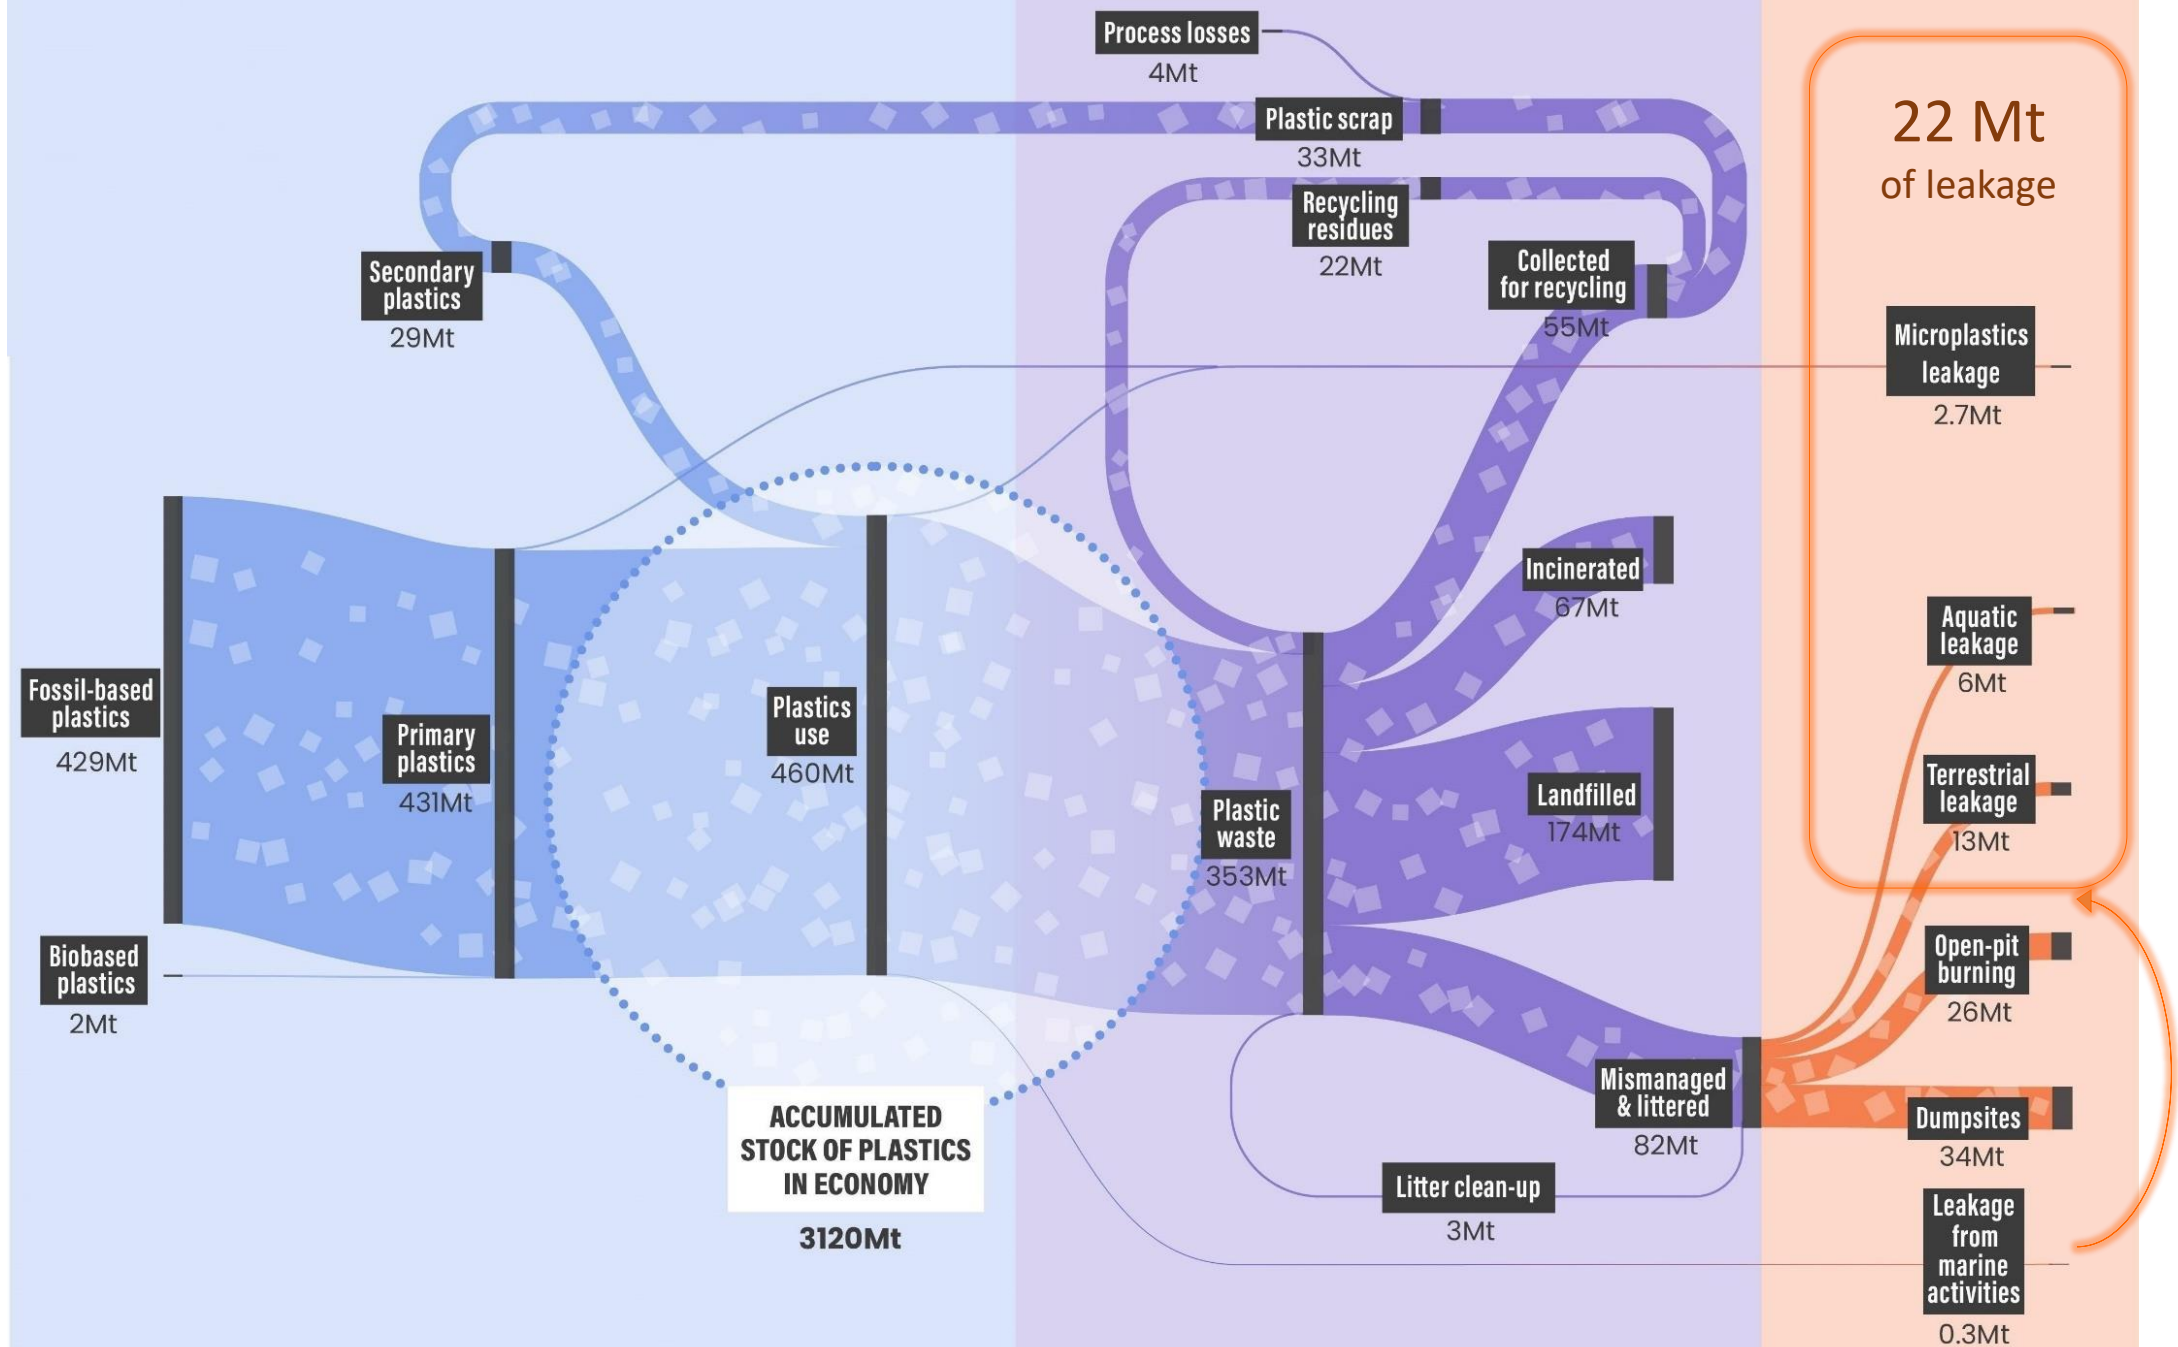 Process losses
4Mt
Plastic scrap
33Mt
Recycling
residues
22Mt
Collected
for recycling
55Mt
Secondary
plastics
29Mt
22 Mt
of leakage
Microplastics
leakage
2.7Mt
Fossil-based
plastics
429Mt
Biobased
plastics
2Mt
Primary
plastics
431Mt
Plastics
use
460Mt
Plastic
waste
353Mt
Incinerated
67Mt
Landfilled
174Mt
Mismanaged
& littered
82Mt
Litter clean-up
3Mt
ACCUMULATED
STOCK OF PLASTICS
IN ECONOMY
3120Mt
Aquatic
leakage
6Mt
Terrestrial
leakage
13Mt
Open-pit
burning
26Mt
Dumpsites
34Mt
Leakage
from
marine
activities
0.3Mt